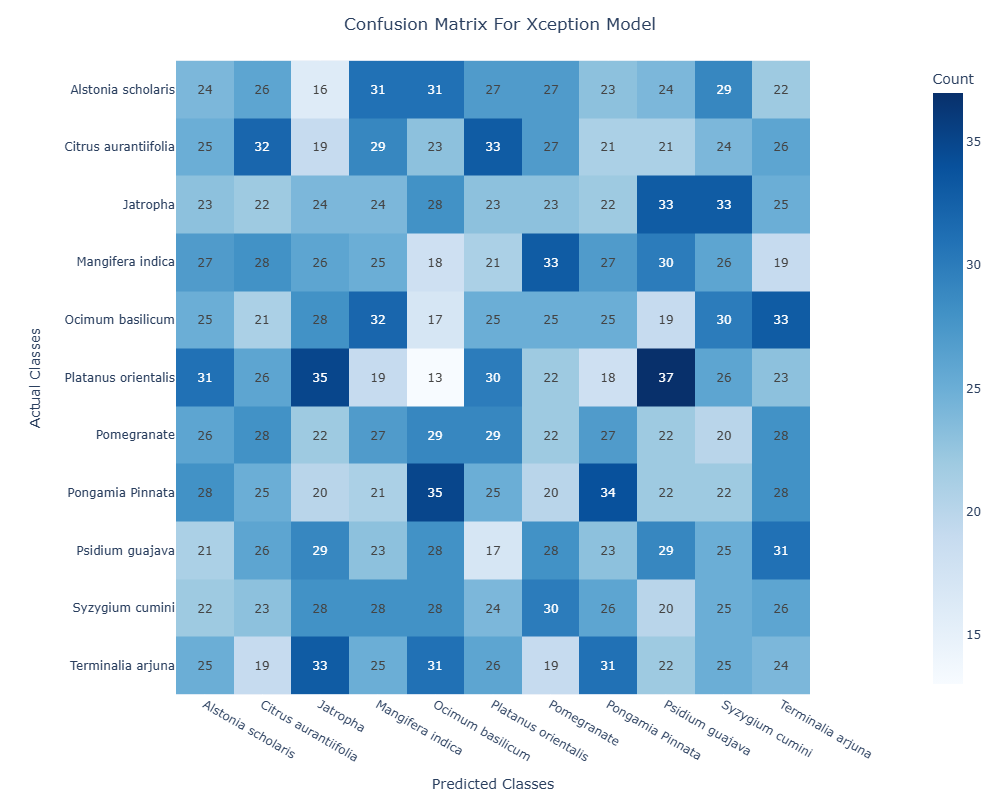 Confusion Matrix For Xception Model
Count
Actual Classes
Alstonia scholaris 24 26 16 31 31 27 27 23 24 29 22
Citrus aurantiifolia 25 32 19 29 23 33 27 21 21 24 26
Jatropha 23 22 24 24 28 23 23 22 33 33 25
Mangifera indica 27 28 26 25 18 21 33 27 30 26 19
Ocimum basilicum 25 21 28 32 17 25 25 25 19 30 33
Platanus orientalis 31 26 35 19 13 30 22 18 37 26 23
Pomegranate 26 28 22 27 29 29 22 27 22 20 28
Pongamia Pinnata 28 25 20 21 35 25 20 34 22 22 28
Psidium guajava 21 26 29 23 28 17 28 23 29 25 31
Syzygium cumini 22 23 28 28 28 24 30 26 20 25 26
Terminalia arjuna 25 19 33 25 31 26 19 31 22 25 24
Alstonia scholaris
Citrus aurantiifolia
Jatropha
Mangifera indica
Ocimum basilicum
Platanus orientalis
Pomegranate
Pongamia Pinnata
Psidium guajava
Syzygium cumini
Terminalia arjuna
Predicted Classes
35
30
25
20
15